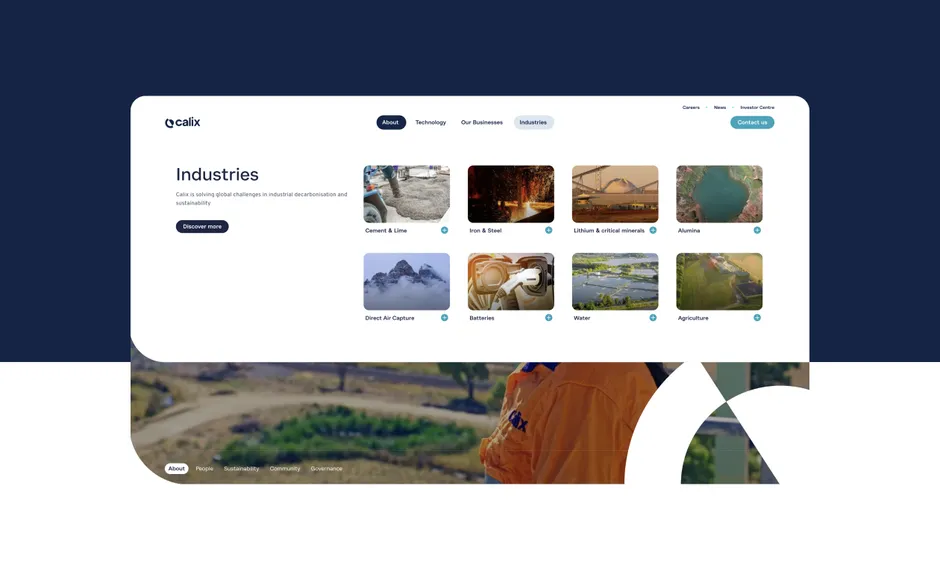 Careers
News
Investor Centre
calix
About
Technology
Our Businesses
Industries
Contact us
Industries
Calix is solving global challenges in industrial decarbonisation and
sustainability
Discover more
Cement & Lime
Iron & Steel
Lithium & critical minerals
Alumina
Direct Air Capture
Batteries
Water
Agriculture
calix
About
People
Sustainability
Community
Governance